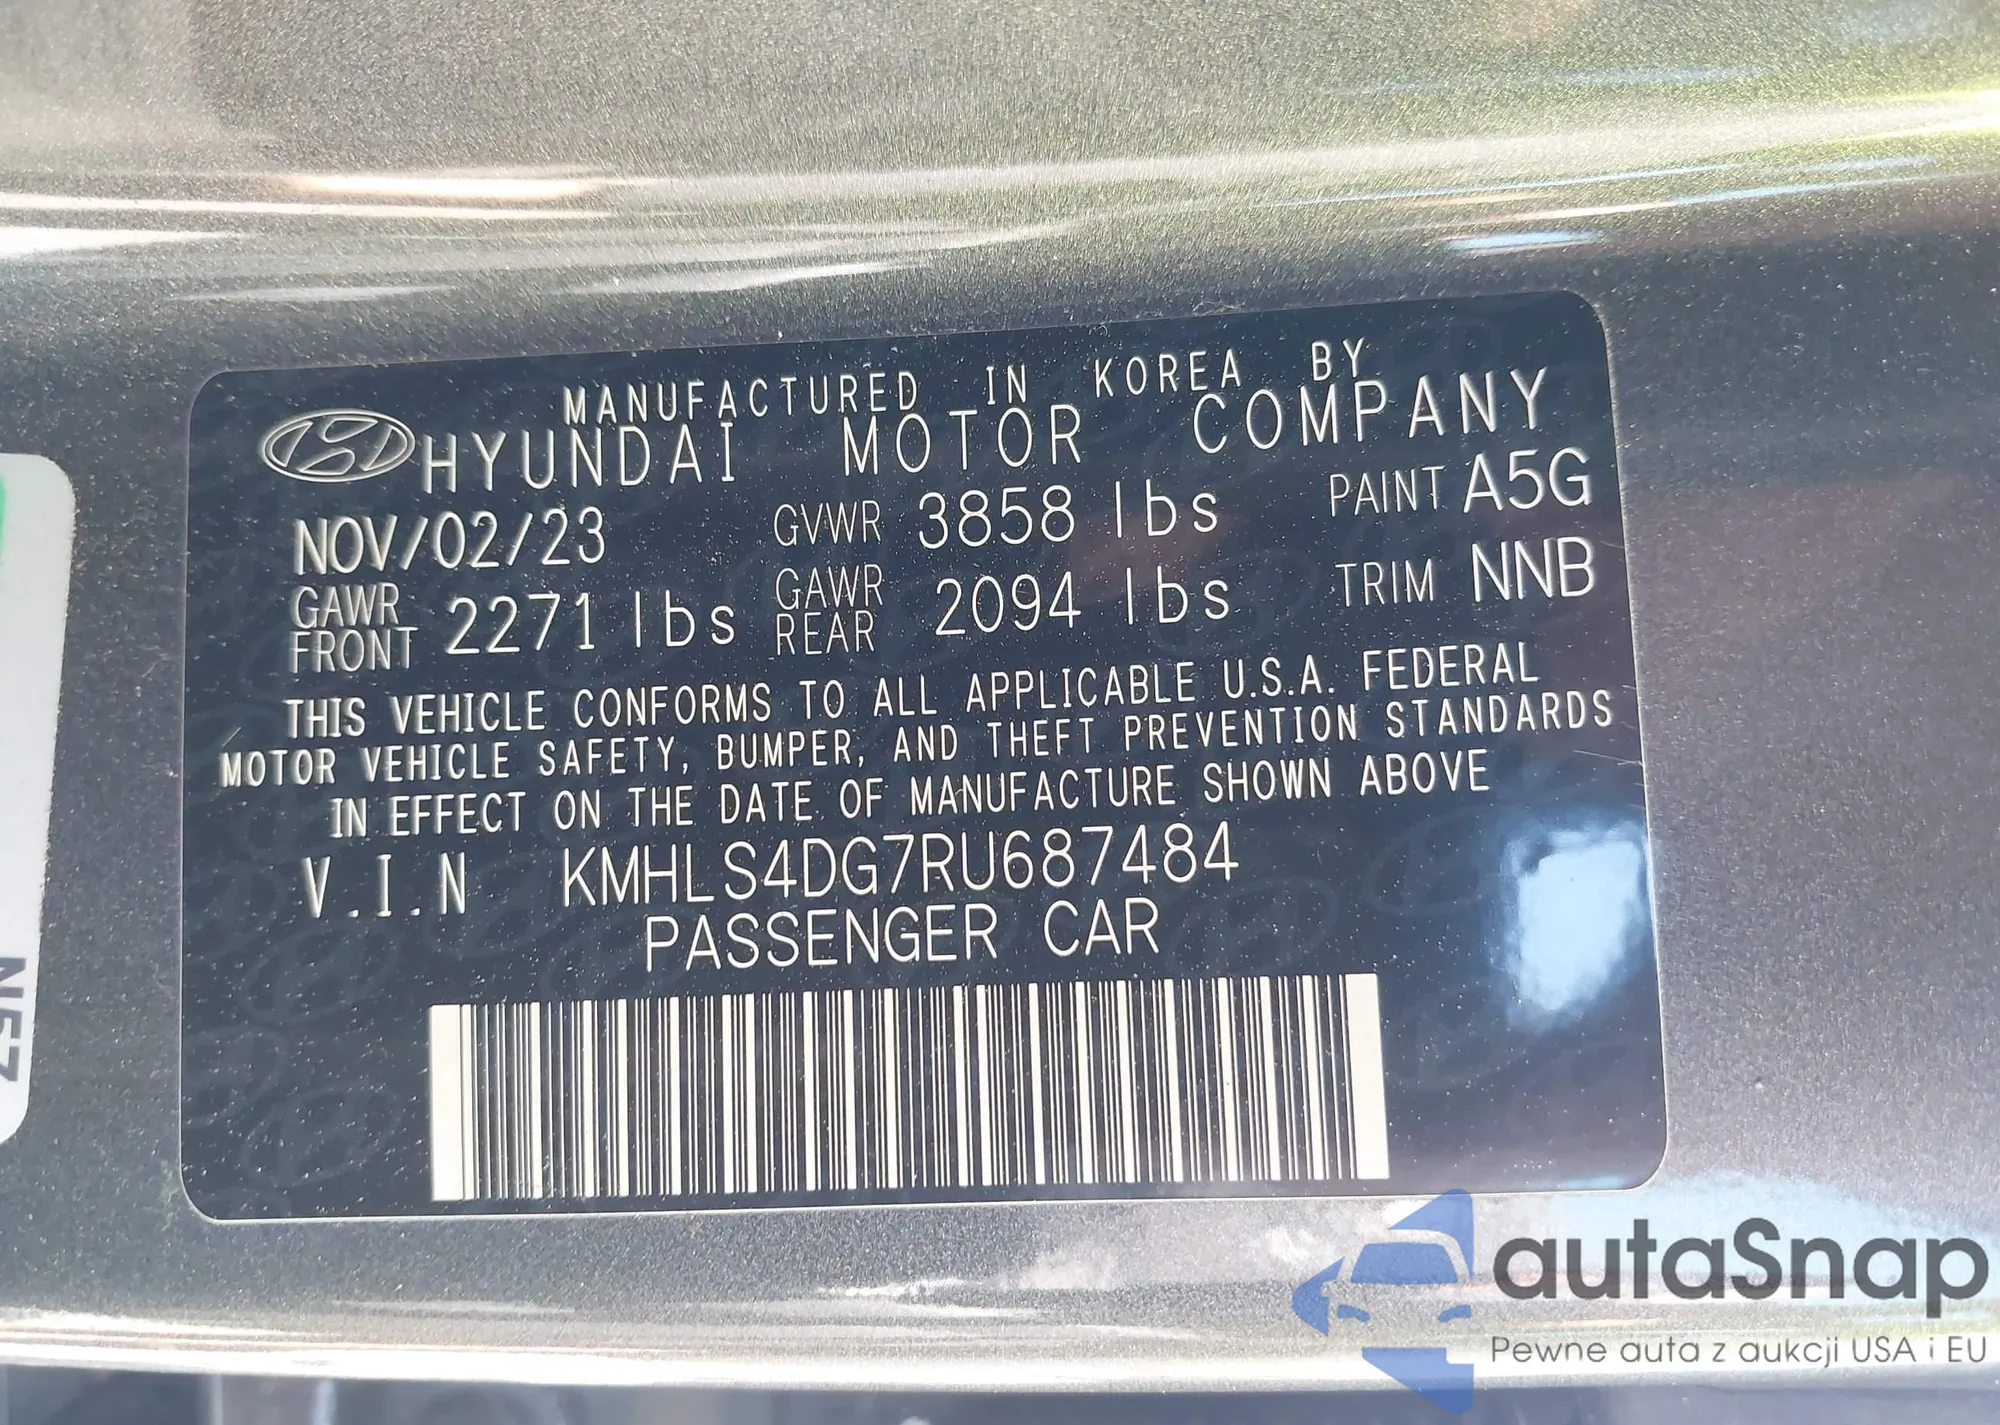 MANUFACTURED IN KOREA BY
HYUNDAI MOTOR COMPANY
NOV/02/23 GVWR 3858 lbs PAINT A5G
GAWR FRONT 2271 lbs GAWR REAR 2094 lbs TRIM NNB
THIS VEHICLE CONFORMS TO ALL APPLICABLE U.S.A. FEDERAL
MOTOR VEHICLE SAFETY, BUMPER, AND THEFT PREVENTION STANDARDS
IN EFFECT ON THE DATE OF MANUFACTURE SHOWN ABOVE
V.I.N KMHLS4DG7RU687484
PASSENGER CAR
autaSnap
Pewne auta z aukcji USA i EU